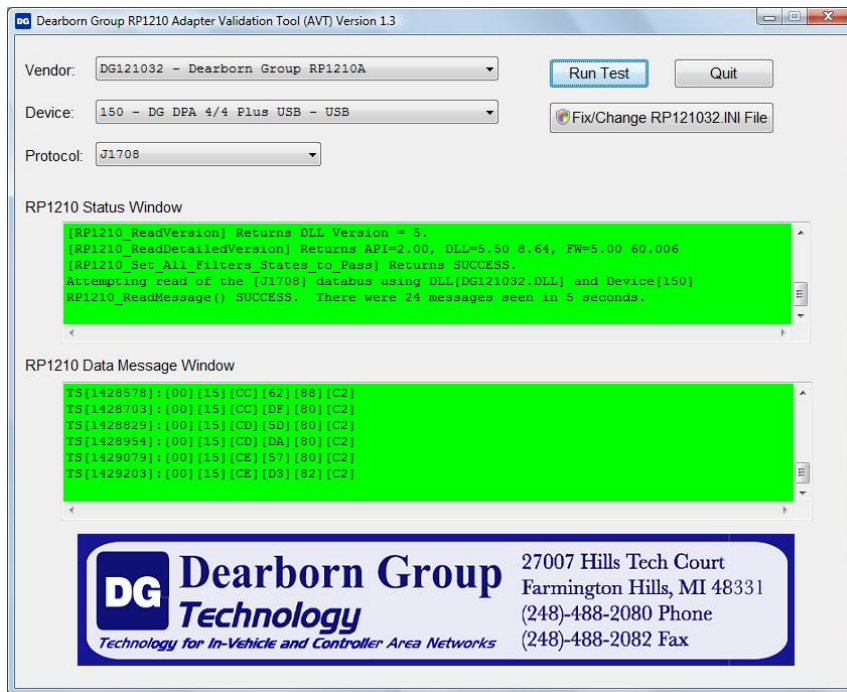 DG Dearborn Group RP1210 Adapter Validation Tool (AVT) Version 1.3
Vendor: DG121032 - Dearborn Group RP1210A
Run Test Quit
Device: 150 - DG DPA 4/4 Plus USB - USB
Fix/Change RP121032.INI File
Protocol: J1708
RP1210 Status Window
[RP1210_ReadVersion] Returns DLL Version = 5.
[RP1210_ReadDetailedVersion] Returns API=2.00, DLL=5.50 8.64, FW=5.00 60.006
[RP1210_Set_All_Filters_States_to_Pass] Returns SUCCESS.
Attempting read of the [J1708] databus using DLL[DG121032.DLL] and Device[150]
RP1210_ReadMessage() SUCCESS.  There were 24 messages seen in 5 seconds.
RP1210 Data Message Window
TS[1428578]:[00][15][CC][62][88][C2]
TS[1428703]:[00][15][CC][DF][80][C2]
TS[1428829]:[00][15][CD][5D][80][C2]
TS[1428954]:[00][15][CD][DA][80][C2]
TS[1429079]:[00][15][CE][57][80][C2]
TS[1429203]:[00][15][CE][D3][82][C2]
DG
Dearborn Group
Technology
Technology for In-Vehicle and Controller Area Networks
27007 Hills Tech Court
Farmington Hills, MI 48331
(248)-488-2080 Phone
(248)-488-2082 Fax